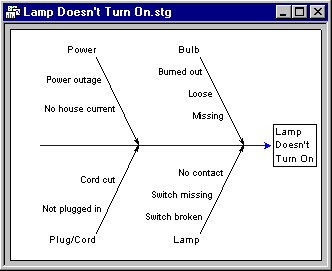 Lamp Doesn't Turn On.stg
Power
Bulb
Power outage
No house current
Burned out
Loose
Missing
Lamp
Doesn't
Turn On
Cord cut
Not plugged in
No contact
Switch missing
Switch broken
Plug/Cord
Lamp